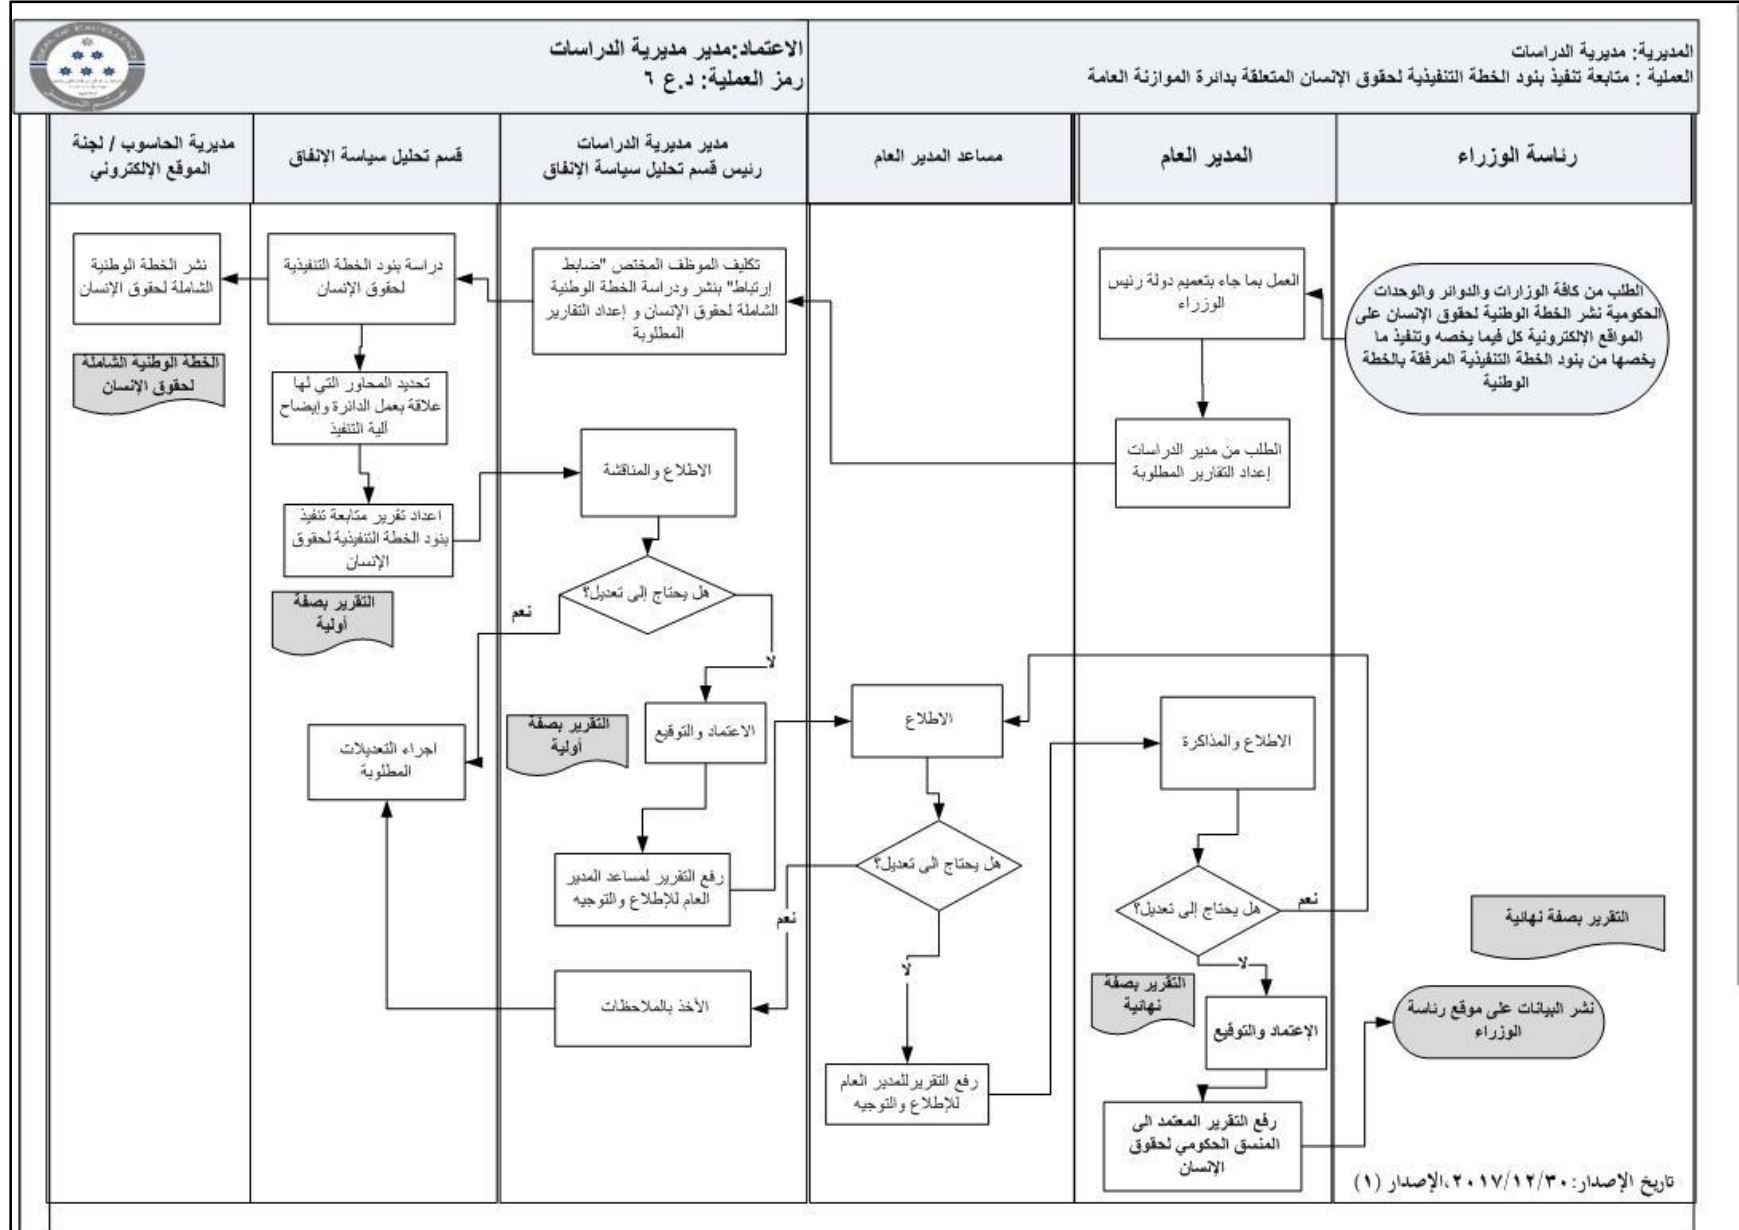 المديرية: مديرية الدراسات
العملية : متابعة تنفيذ بنود الخطة التنفيذية لحقوق الإنسان المتعلقة بدائرة الموازنة العامة
الاعتماد:مدير مديرية الدراسات
رمز العملية: د.ع ٦
رئاسة الوزراء
المدير العام
مساعد المدير العام
مدير مديرية الدراسات
رئيس قسم تحليل سياسة الإنفاق
قسم تحليل سياسة الإنفاق
مديرية الحاسوب / لجنة
الموقع الإلكتروني
الطلب من كافة الوزارات والدوائر والوحدات
الحكومية نشر الخطة الوطنية لحقوق الإنسان على
المواقع الإلكترونية كل فيما يخصه وتنفيذ ما
يخصها من بنود الخطة التنفيذية المرفقة بالخطة
الوطنية
العمل بما جاء بتعميم دولة رئيس
الوزراء
الطلب من مدير الدراسات
إعداد التقارير المطلوبة
تكليف الموظف المختص "ضابط
إرتباط" بنشر ودراسة الخطة الوطنية
الشاملة لحقوق الإنسان و إعداد التقارير
المطلوبة
دراسة بنود الخطة التنفيذية
لحقوق الإنسان
نشر الخطة الوطنية
الشاملة لحقوق الإنسان
الخطة الوطنية الشاملة
لحقوق الإنسان
تحديد المحاور التي لها
علاقة بعمل الدائرة وإيضاح
آلية التنفيذ
اعداد تقرير متابعة تنفيذ
بنود الخطة التنفيذية لحقوق
الإنسان
التقرير بصفة
أولية
الاطلاع والمناقشة
هل يحتاج إلى تعديل؟
نعم
لا
الاعتماد والتوقيع
التقرير بصفة
أولية
اجراء التعديلات
المطلوبة
رفع التقرير لمساعد المدير
العام للإطلاع والتوجيه
الاطلاع
هل يحتاج الى تعديل؟
نعم
لا
الأخذ بالملاحظات
رفع التقرير للمدير العام
للإطلاع والتوجيه
الاطلاع والمذاكرة
هل يحتاج إلى تعديل؟
نعم
لا
التقرير بصفة
نهائية
الإعتماد والتوقيع
رفع التقرير المعتمد الى
المنسق الحكومي لحقوق
الإنسان
التقرير بصفة نهائية
نشر البيانات على موقع رئاسة
الوزراء
تاريخ الإصدار: ٢٠١٧/١٢/٣٠،الإصدار (١)